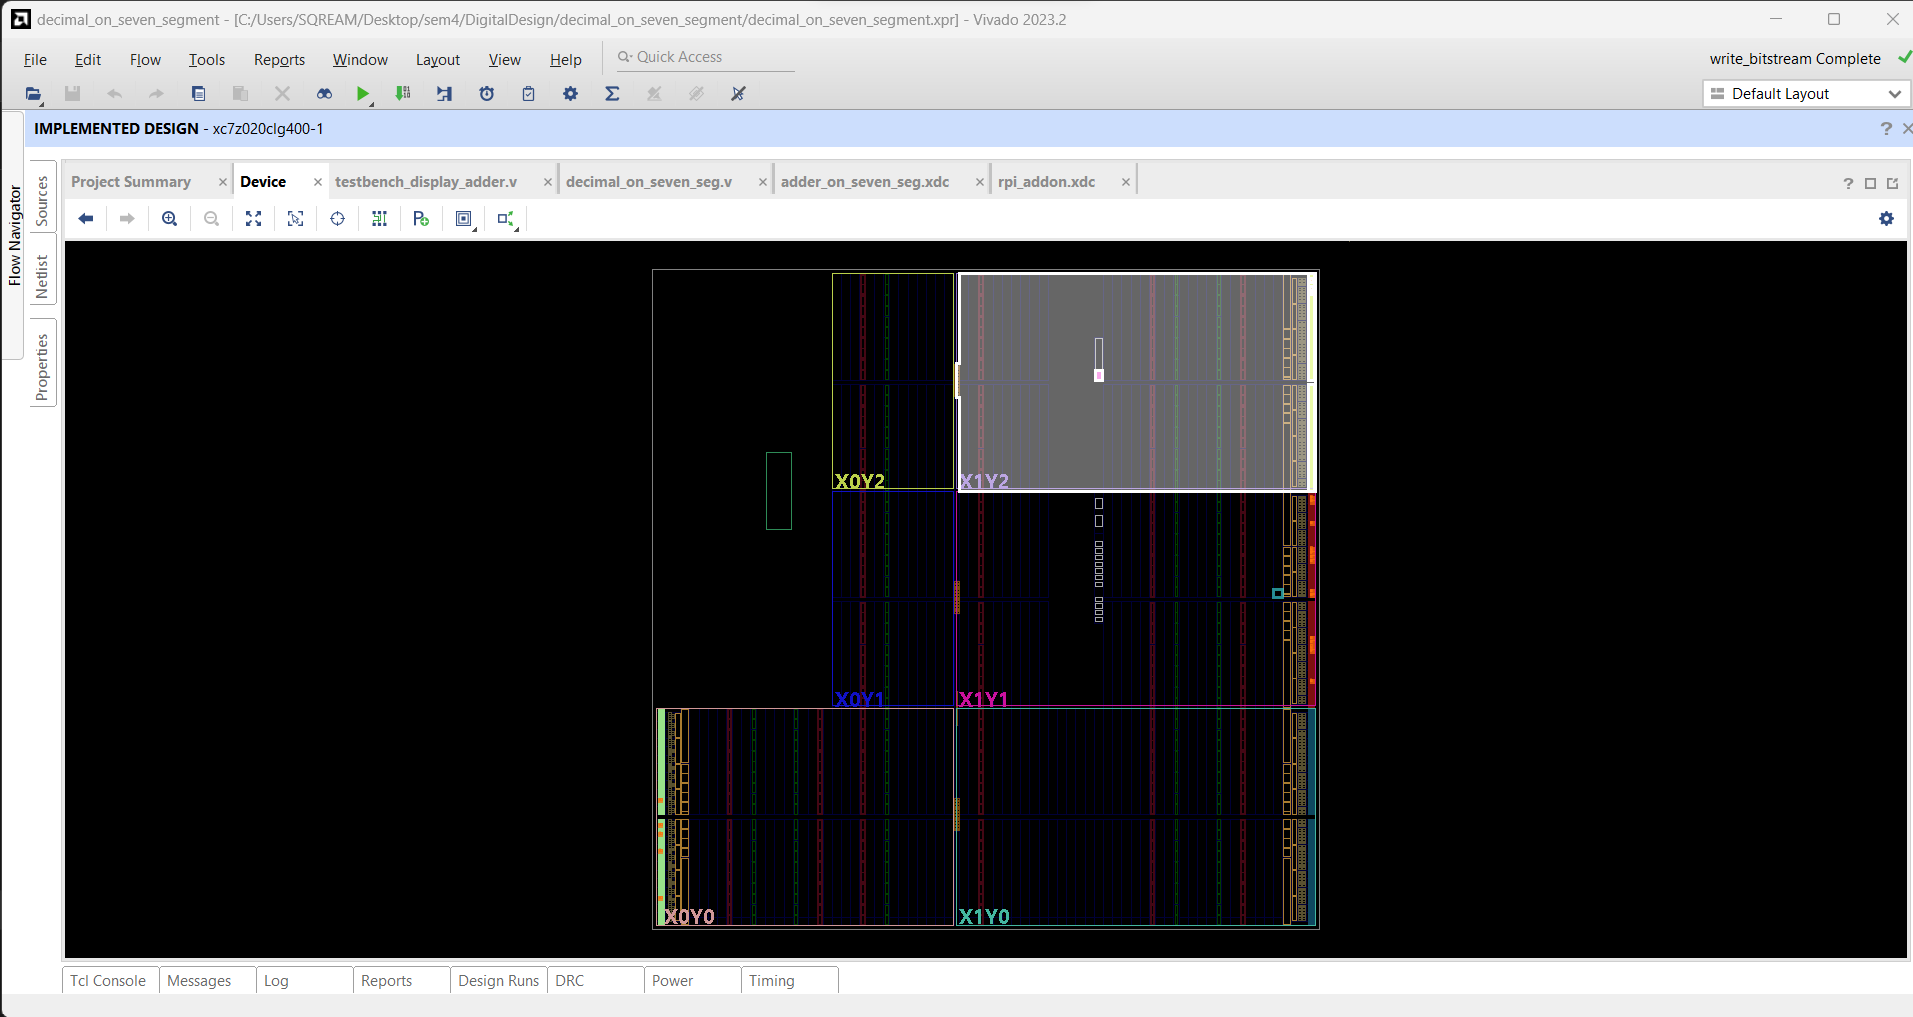 decimal_on_seven_segment - [C:/Users/SQREAM/Desktop/sem4/DigitalDesign/decimal_on_seven_segment/decimal_on_seven_segment.xpr] - Vivado 2023.2
File Edit Flow Tools Reports Window Layout View Help Quick Access
write_bitstream Complete
Default Layout
IMPLEMENTED DESIGN - xc7z020clg400-1
Flow Navigator
Sources
Netlist
Properties
Project Summary Device testbench_display_adder.v decimal_on_seven_seg.v adder_on_seven_seg.xdc rpi_addon.xdc
X0Y2 X1Y2
X0Y1 X1Y1
X0Y0 X1Y0
Tcl Console Messages Log Reports Design Runs DRC Power Timing